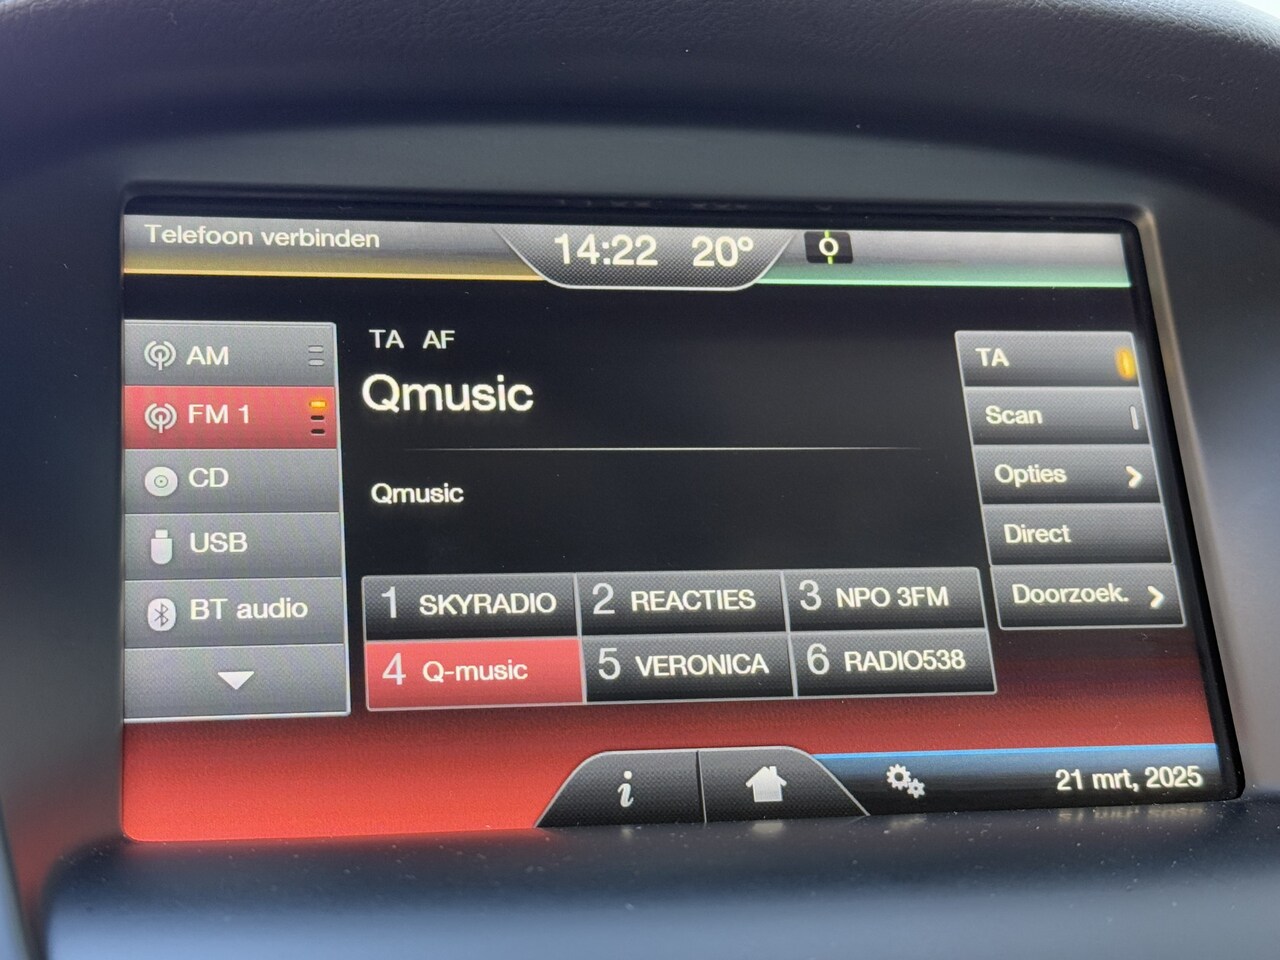 Telefoon verbinden
14:22 20°
AM
FM 1
CD
USB
BT audio
TA AF
Qmusic
Qmusic
1 SKYRADIO
2 REACTIES
3 NPO 3FM
4 Q-music
5 VERONICA
6 RADIO538
TA
Scan
Opties
Direct
Doorzoek.
i
21 mrt, 2025